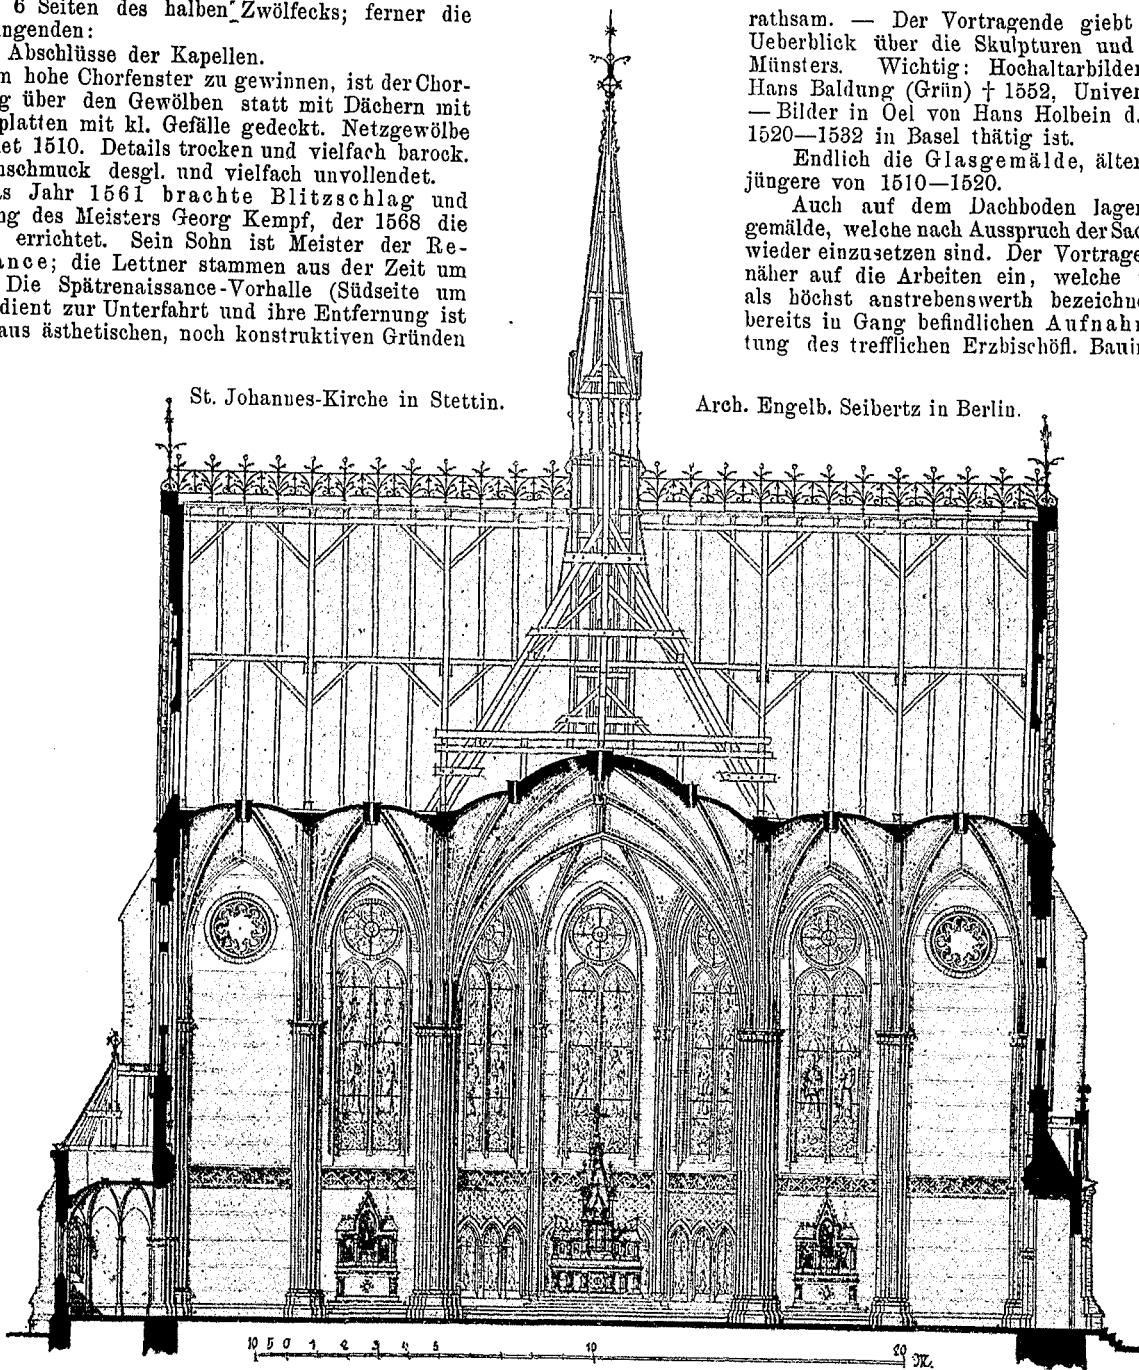 6 Seiten des halben Zwölfecks; ferner die
ngenden:
Abschlüsse der Kapellen.
n hohe Chorfenster zu gewinnen, ist der Chor-
g über den Gewölben statt mit Dächern mit
platten mit kl. Gefälle gedeckt. Netzgewölbe
et 1510. Details trocken und vielfach barock.
schmuck desgl. und vielfach unvollendet.
s Jahr 1561 brachte Blitzschlag und
ng des Meisters Georg Kempf, der 1568 die
errichtet. Sein Sohn ist Meister der Re-
ance; die Lettner stammen aus der Zeit um
Die Spätrenaissance-Vorhalle (Südseite um
dient zur Unterfahrt und ihre Entfernung ist
aus ästhetischen, noch konstruktiven Gründen
rathsam. — Der Vortragende giebt
Ueberblick über die Skulpturen und
Münsters. Wichtig: Hochaltarbilder
Hans Baldung (Grün) † 1552, Univer
— Bilder in Oel von Hans Holbein d.
1520—1532 in Basel thätig ist.
Endlich die Glasgemälde, älter
jüngere von 1510—1520.
Auch auf dem Dachboden lager
gemälde, welche nach Ausspruch der Sac
wieder einzusetzen sind. Der Vortrage
näher auf die Arbeiten ein, welche
als höchst anstrebenswerth bezeichne
bereits in Gang befindlichen Aufnahr
tung des trefflichen Erzbischöfl. Bauin
St. Johannes-Kirche in Stettin.
Arch. Engelb. Seibertz in Berlin.
10 5 0 1 2 3 4 5 10 20 M.